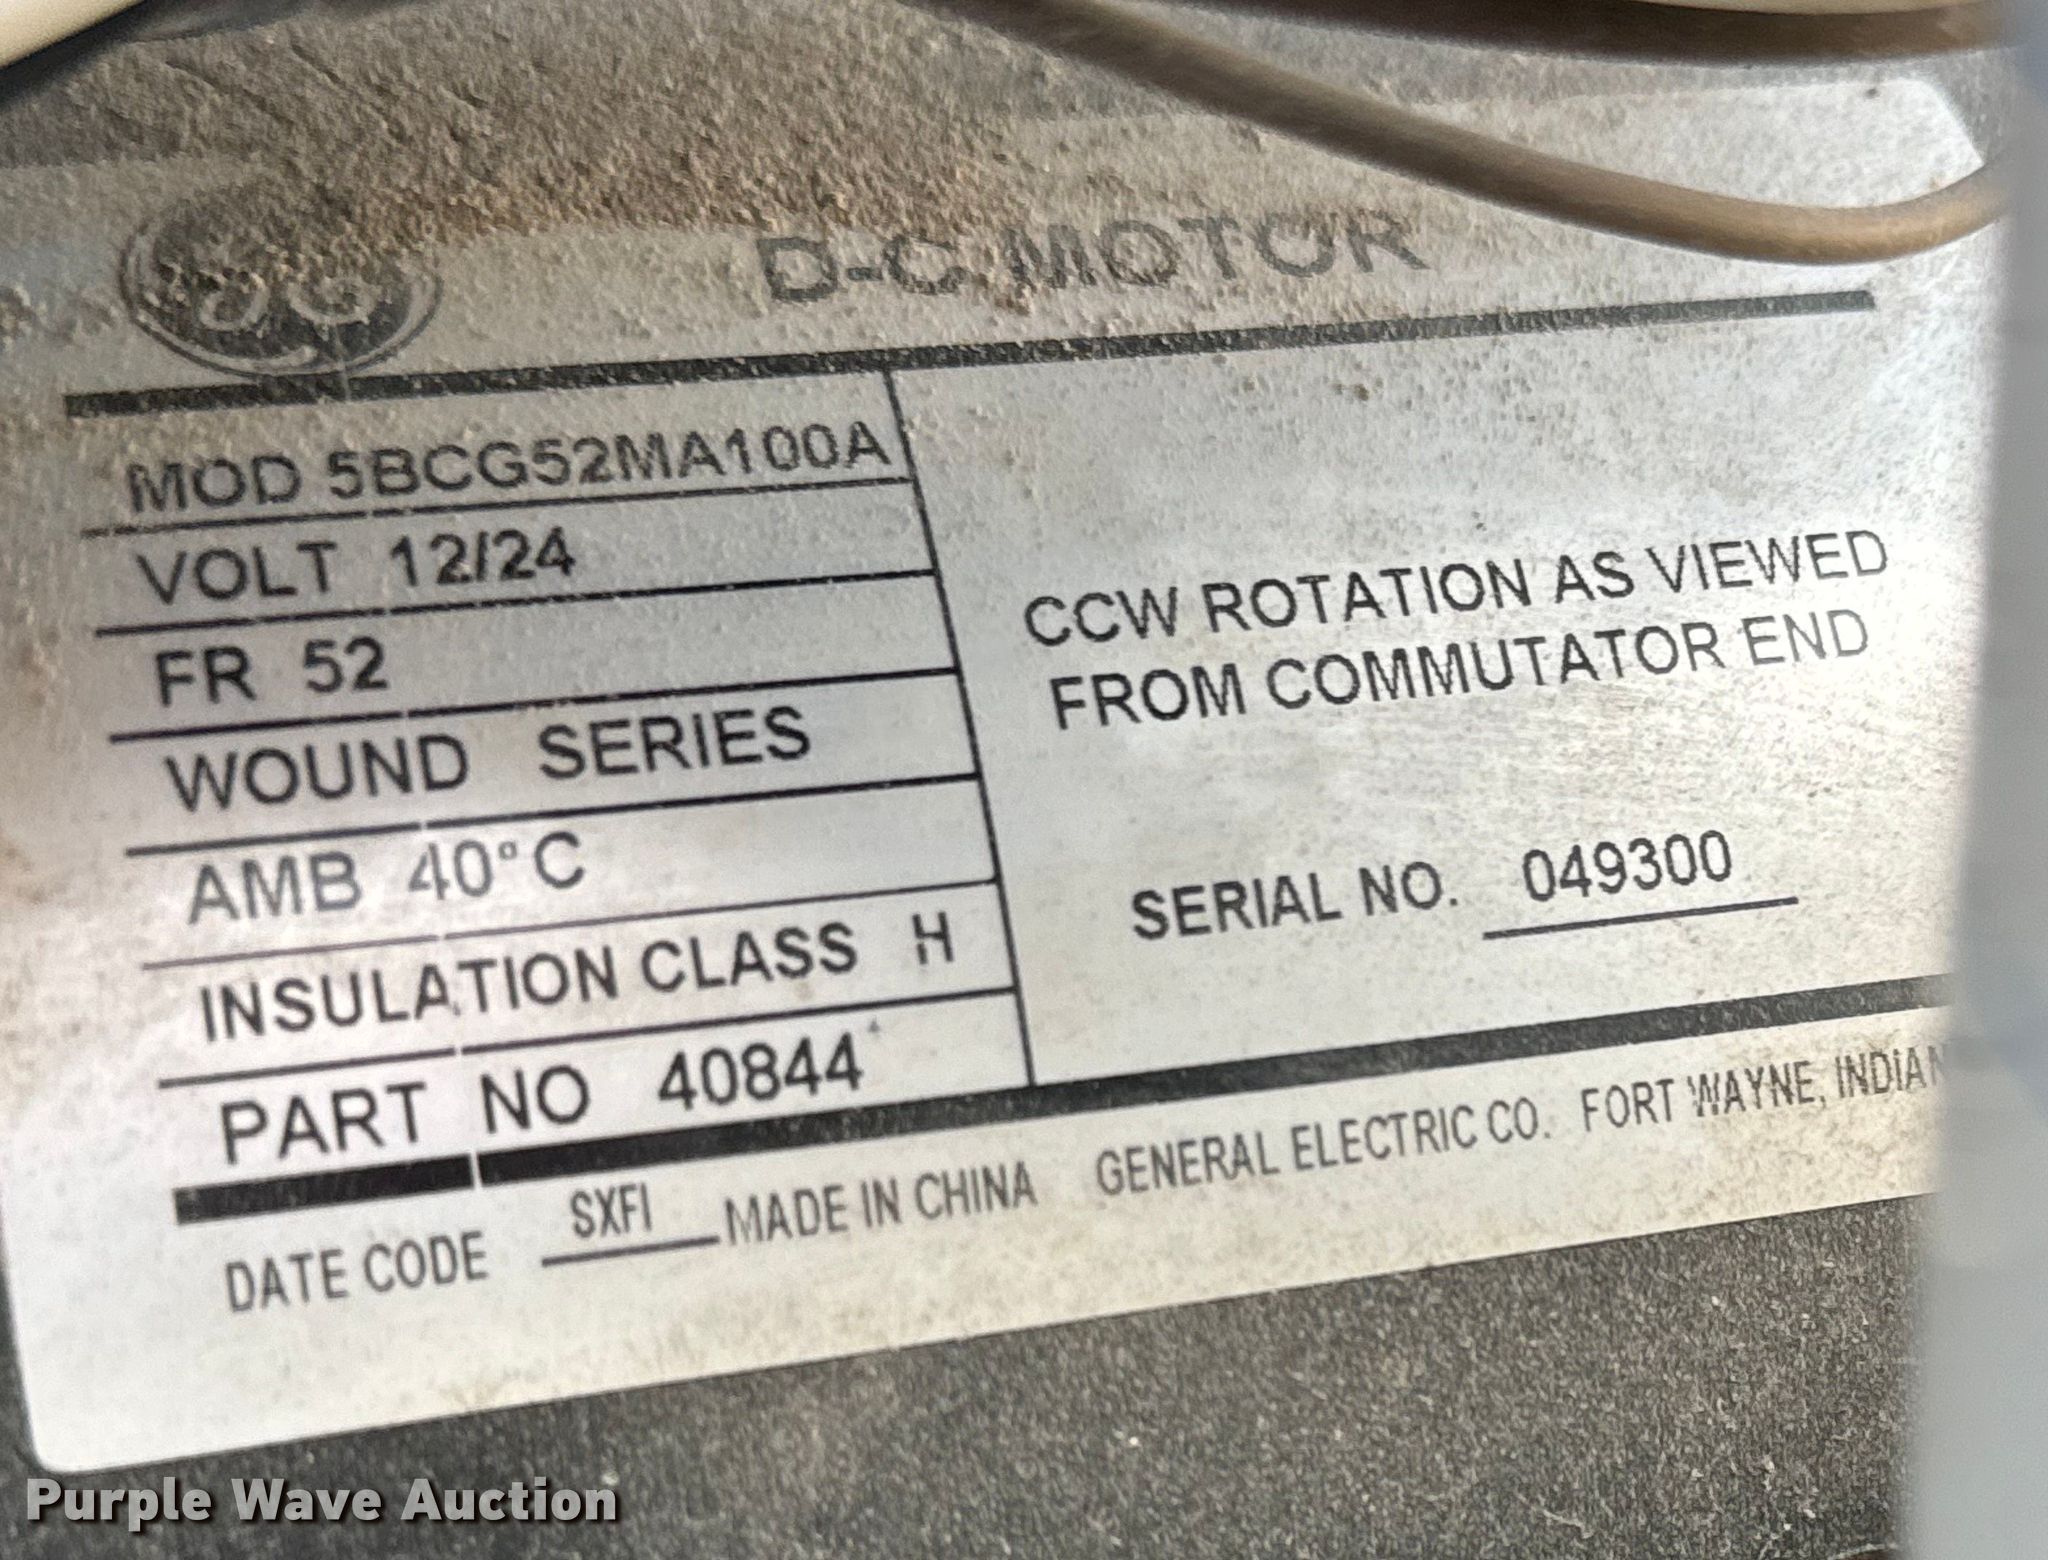 GE
D-C MOTOR
MOD 5BCG52MA100A
VOLT 12/24
FR 52
WOUND SERIES
AMB 40°C
INSULATION CLASS H
PART NO 40844
CCW ROTATION AS VIEWED
FROM COMMUTATOR END
SERIAL NO. 049300
DATE CODE SXFI MADE IN CHINA GENERAL ELECTRIC CO. FORT WAYNE, INDIAN
Purple Wave Auction